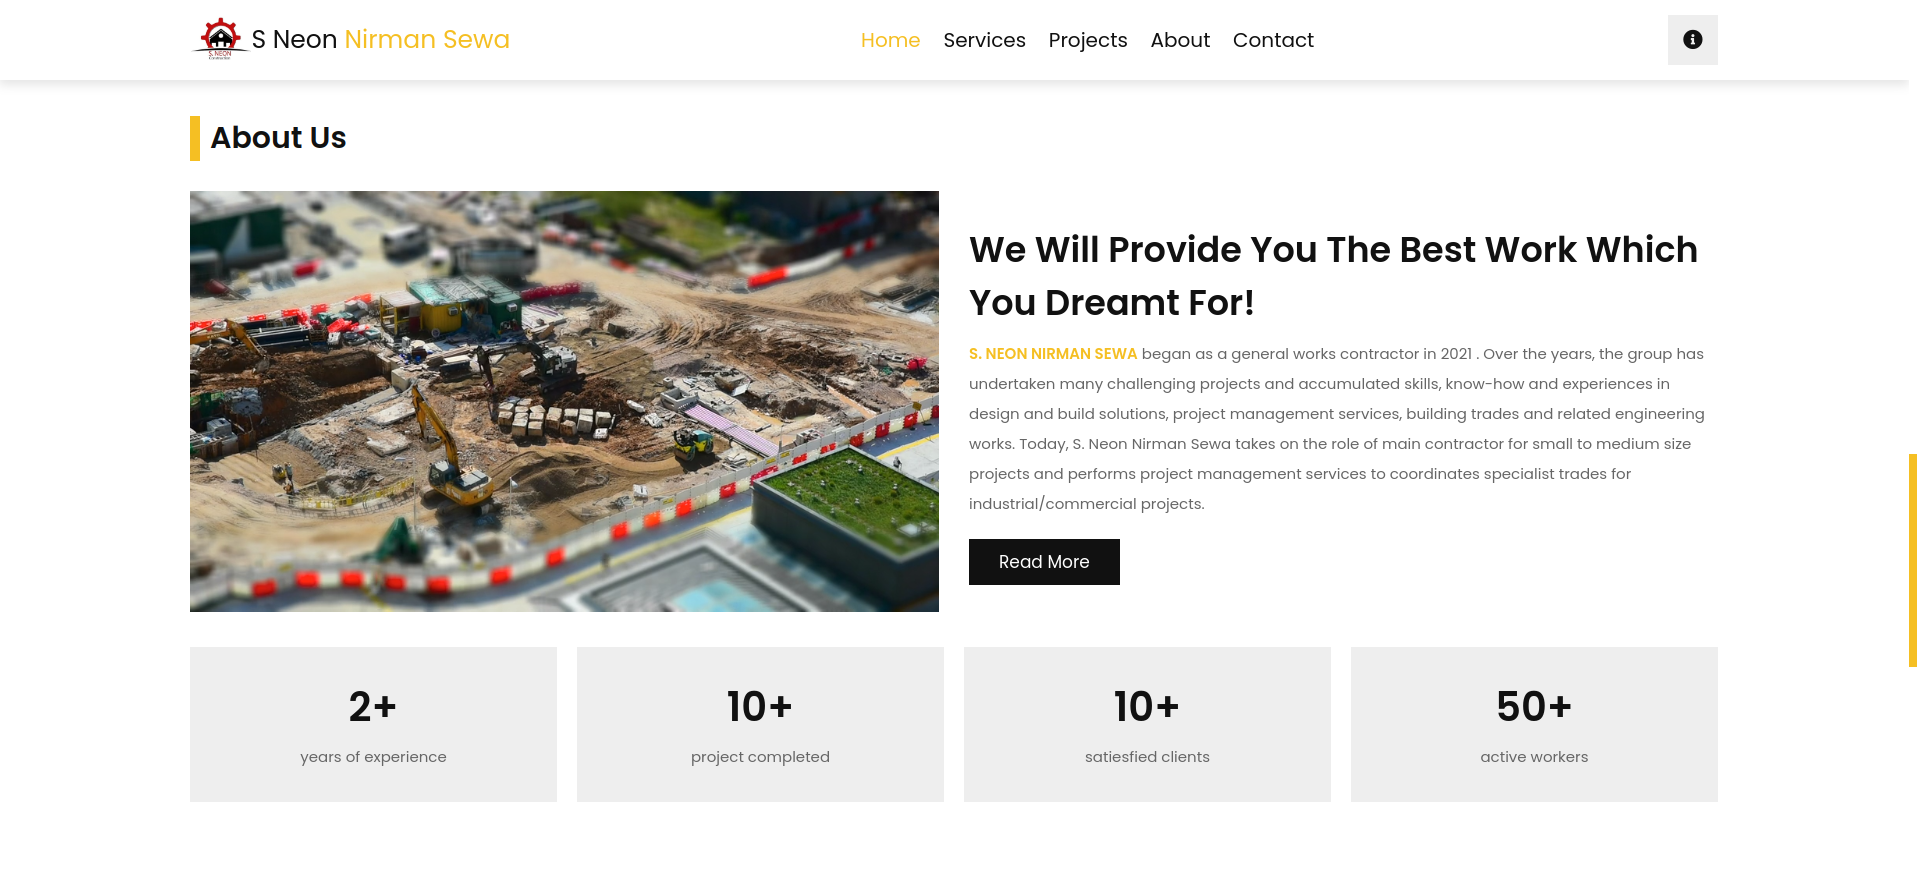 S. NEON
Construction
S Neon Nirman Sewa
Home Services Projects About Contact
About Us
We Will Provide You The Best Work Which
You Dreamt For!
S. NEON NIRMAN SEWA began as a general works contractor in 2021 . Over the years, the group has
undertaken many challenging projects and accumulated skills, know-how and experiences in
design and build solutions, project management services, building trades and related engineering
works. Today, S. Neon Nirman Sewa takes on the role of main contractor for small to medium size
projects and performs project management services to coordinates specialist trades for
industrial/commercial projects.
Read More
2+
years of experience
10+
project completed
10+
satiesfied clients
50+
active workers